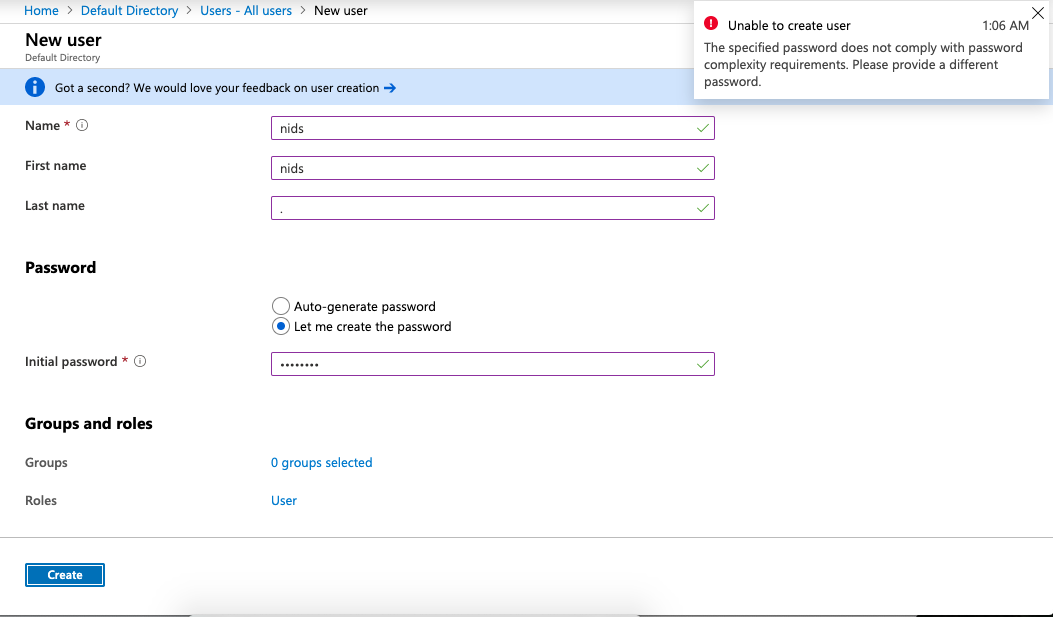 Home > Default Directory > Users - All users > New user
New user
Default Directory
Unable to create user 1:06 AM
The specified password does not comply with password
complexity requirements. Please provide a different
password.
Got a second? We would love your feedback on user creation →
Name *
nids
First name
nids
Last name
.
Password
Auto-generate password
Let me create the password
Initial password *
••••••••
Groups and roles
Groups
0 groups selected
Roles
User
Create